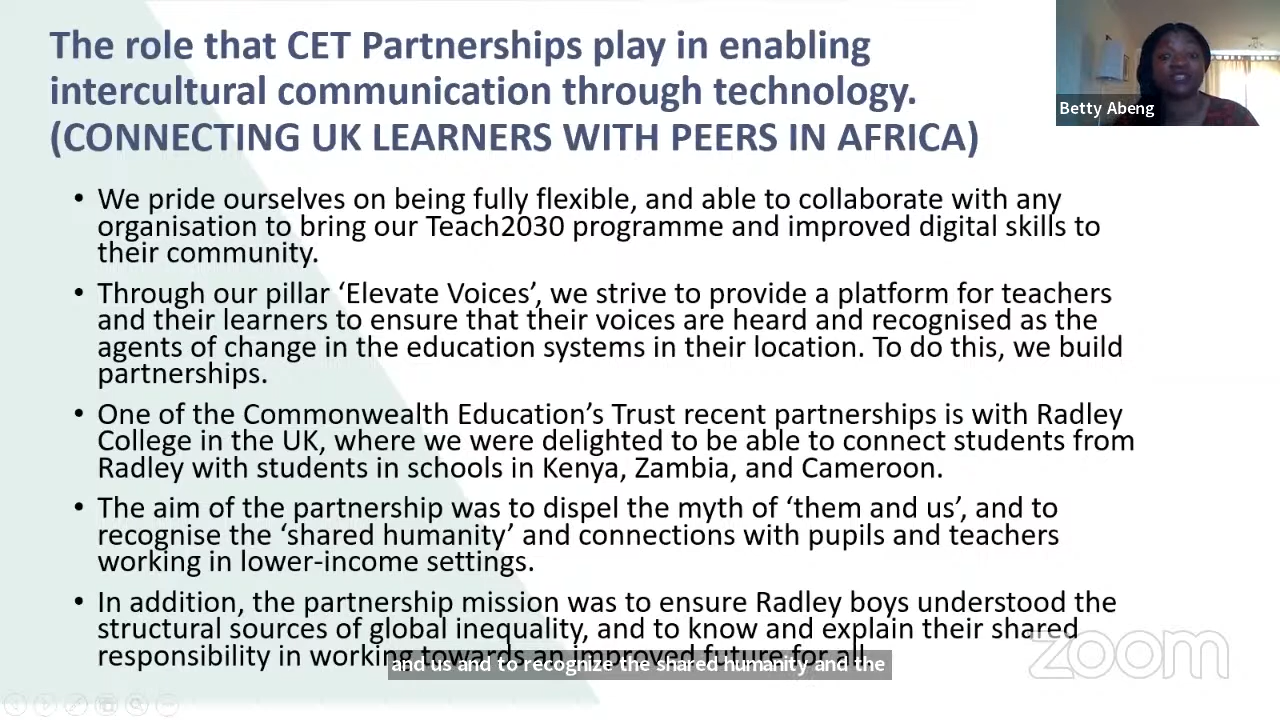 The role that CET Partnerships play in enabling
intercultural communication through technology.
(CONNECTING UK LEARNERS WITH PEERS IN AFRICA)
Betty Abeng
• We pride ourselves on being fully flexible, and able to collaborate with any
organisation to bring our Teach2030 programme and improved digital skills to
their community.
• Through our pillar ‘Elevate Voices’, we strive to provide a platform for teachers
and their learners to ensure that their voices are heard and recognised as the
agents of change in the education systems in their location. To do this, we build
partnerships.
• One of the Commonwealth Education’s Trust recent partnerships is with Radley
College in the UK, where we were delighted to be able to connect students from
Radley with students in schools in Kenya, Zambia, and Cameroon.
• The aim of the partnership was to dispel the myth of ‘them and us’, and to
recognise the ‘shared humanity’ and connections with pupils and teachers
working in lower-income settings.
• In addition, the partnership mission was to ensure Radley boys understood the
structural sources of global inequality, and to know and explain their shared
responsibility in working towards an improved future for all.
and us and to recognize the shared humanity and the
zoom